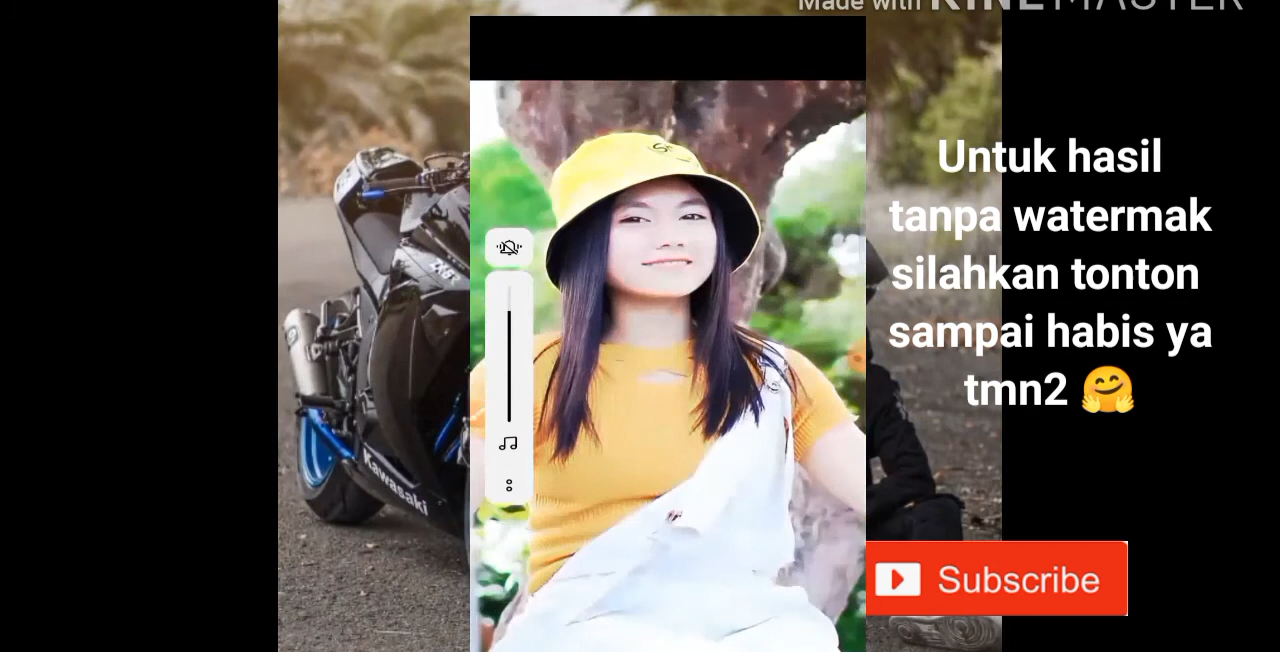 Made with KINEMASTER
Untuk hasil
tanpa watermak
silahkan tonton
sampai habis ya
tmn2 🤗
Kawasaki
Subscribe